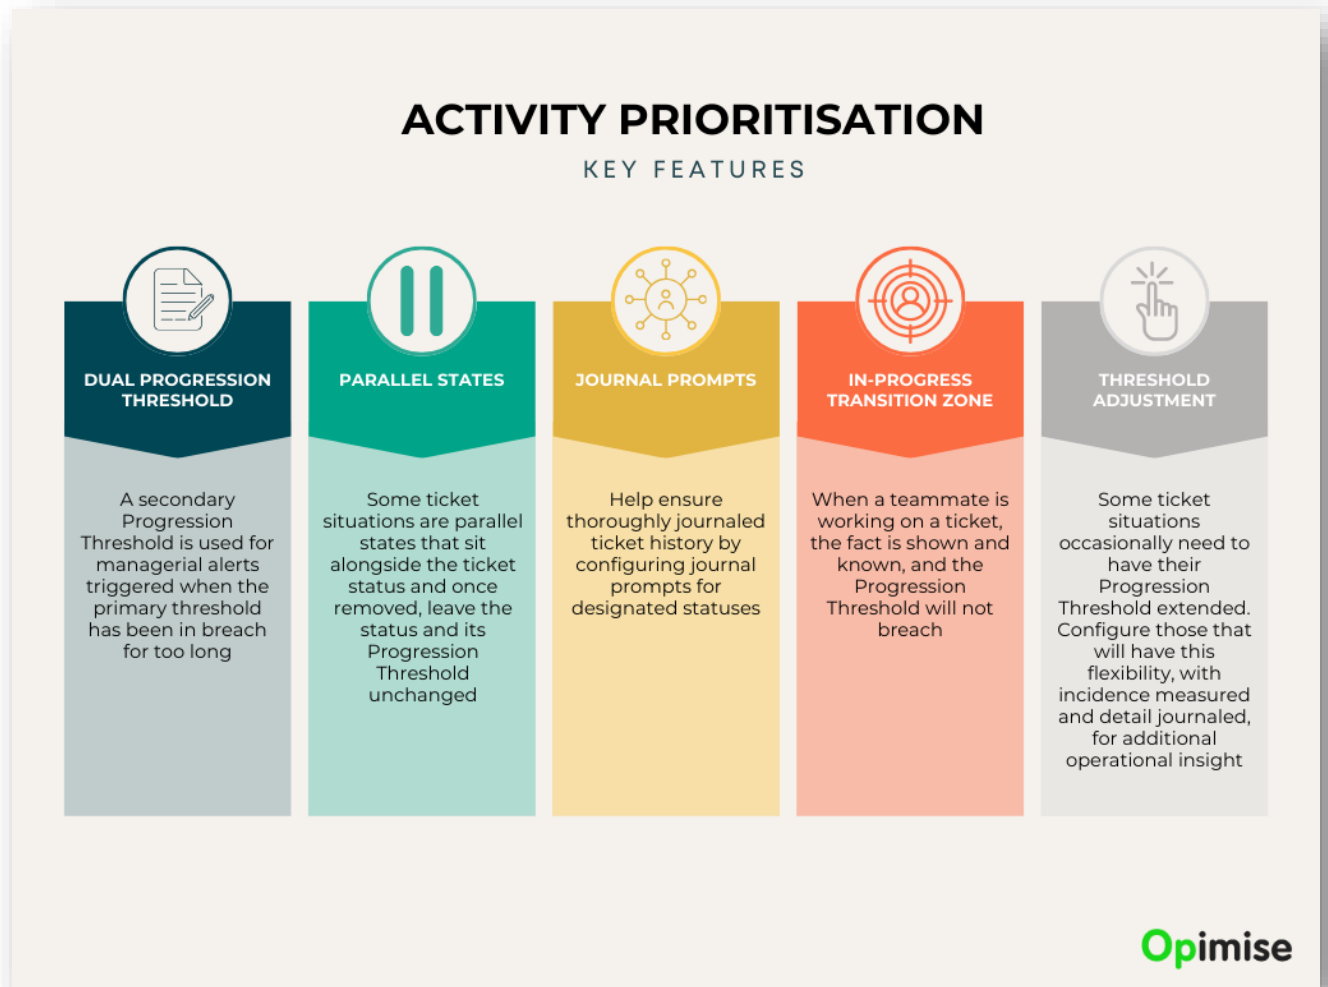 ACTIVITY PRIORITISATION
KEY FEATURES
DUAL PROGRESSION
THRESHOLD
A secondary
Progression
Threshold is used for
managerial alerts
triggered when the
primary threshold
has been in breach
for too long
PARALLEL STATES
Some ticket
situations are parallel
states that sit
alongside the ticket
status and once
removed, leave the
status and its
Progression
Threshold
unchanged
JOURNAL PROMPTS
Help ensure
thoroughly journaled
ticket history by
configuring journal
prompts for
designated statuses
IN-PROGRESS
TRANSITION ZONE
When a teammate is
working on a ticket,
the fact is shown and
known, and the
Progression
Threshold will not
breach
THRESHOLD
ADJUSTMENT
Some ticket
situations
occasionally need to
have their
Progression
Threshold extended.
Configure those that
will have this
flexibility, with
incidence measured
and detail journaled,
for additional
operational insight
Opimise